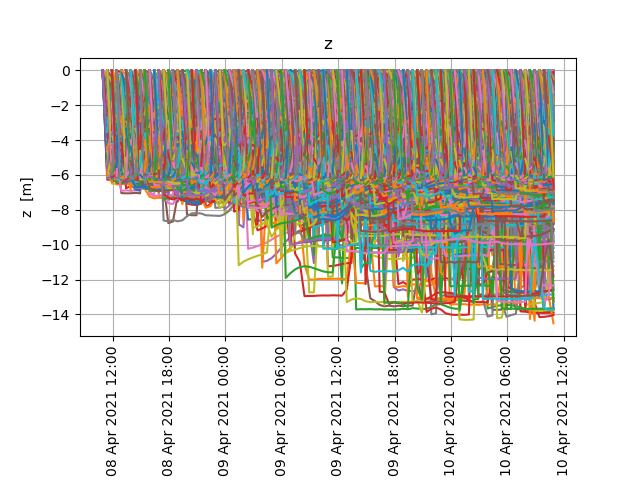 z
0
−2
−4
−6
−8
−10
−12
−14
z [m]
08 Apr 2021 12:00
08 Apr 2021 18:00
09 Apr 2021 00:00
09 Apr 2021 06:00
09 Apr 2021 12:00
09 Apr 2021 18:00
10 Apr 2021 00:00
10 Apr 2021 06:00
10 Apr 2021 12:00